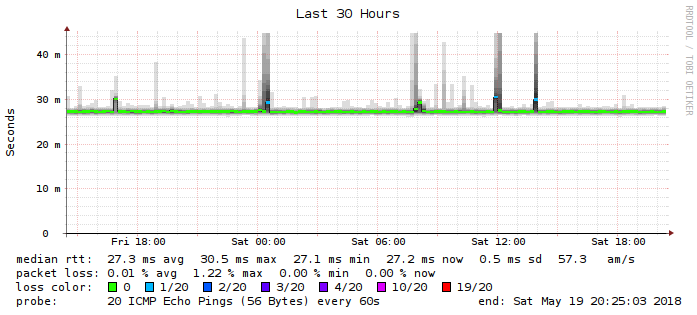 Last 30 Hours
RRDTOOL / TOBI OETIKER
Seconds
40 m
30 m
20 m
10 m
0
Fri 18:00 Sat 00:00 Sat 06:00 Sat 12:00 Sat 18:00
median rtt: 27.3 ms avg 30.5 ms max 27.1 ms min 27.2 ms now 0.5 ms sd 57.3 am/s
packet loss: 0.01 % avg 1.22 % max 0.00 % min 0.00 % now
loss color: 0 1/20 2/20 3/20 4/20 10/20 19/20
probe: 20 ICMP Echo Pings (56 Bytes) every 60s end: Sat May 19 20:25:03 2018